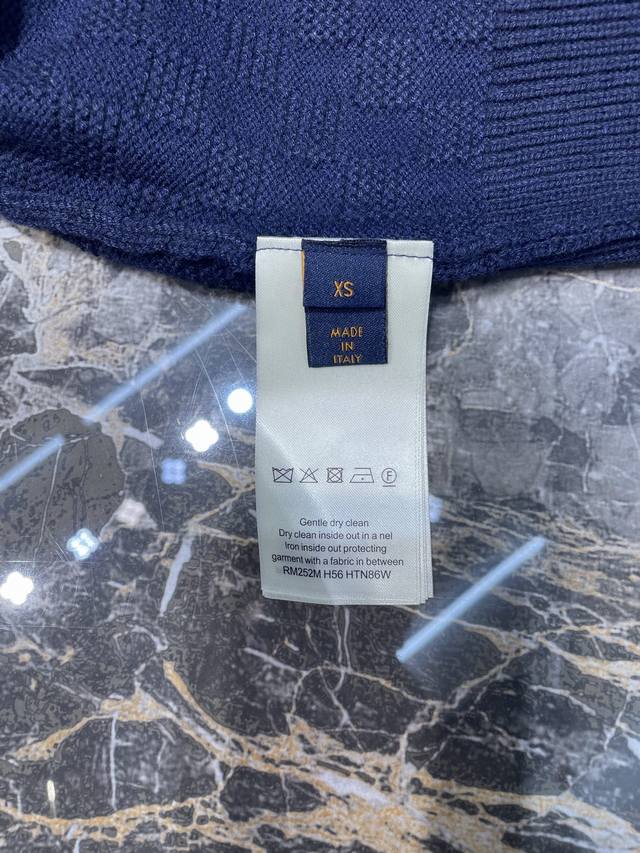 XS
MADE
IN
ITALY
F
Gentle dry clean
Dry clean inside out in a nel
Iron inside out protecting
garment with a fabric in between
RM252M H56 HTN86W